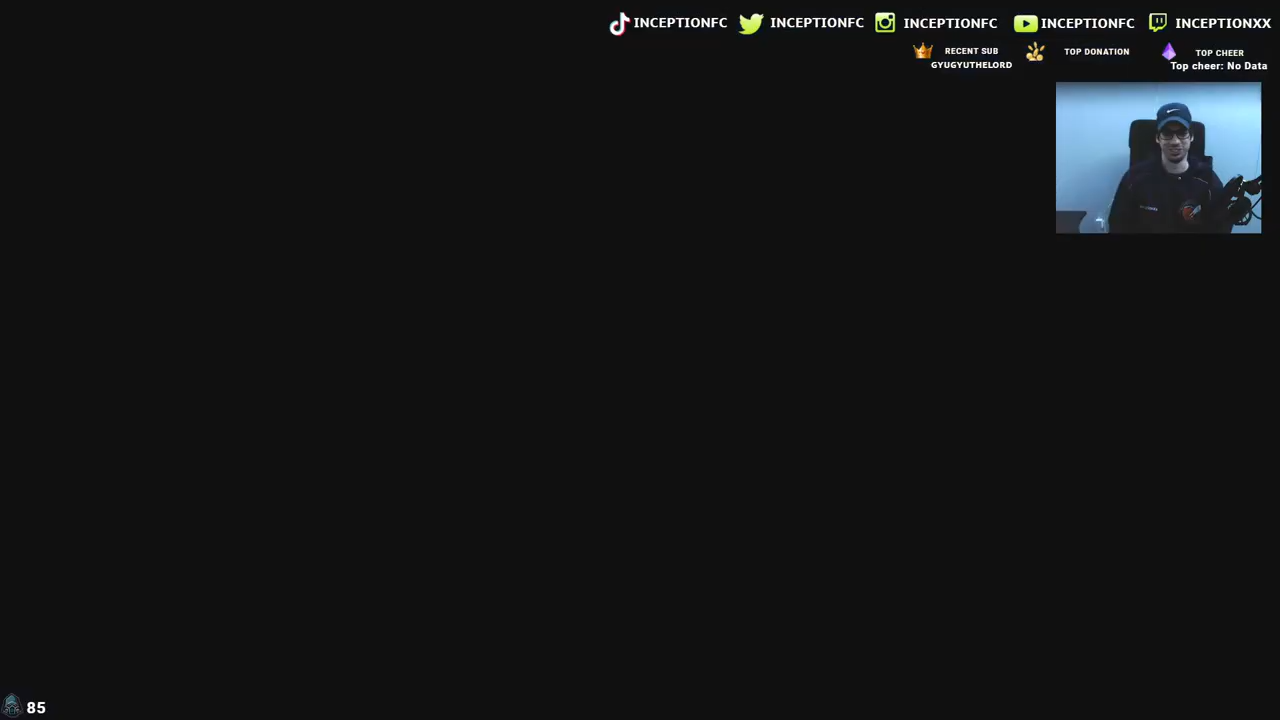 INCEPTIONFC INCEPTIONFC INCEPTIONFC INCEPTIONFC INCEPTIONXX
RECENT SUB TOP DONATION TOP CHEER
GYUGYUTHELORD Top cheer: No Data
85